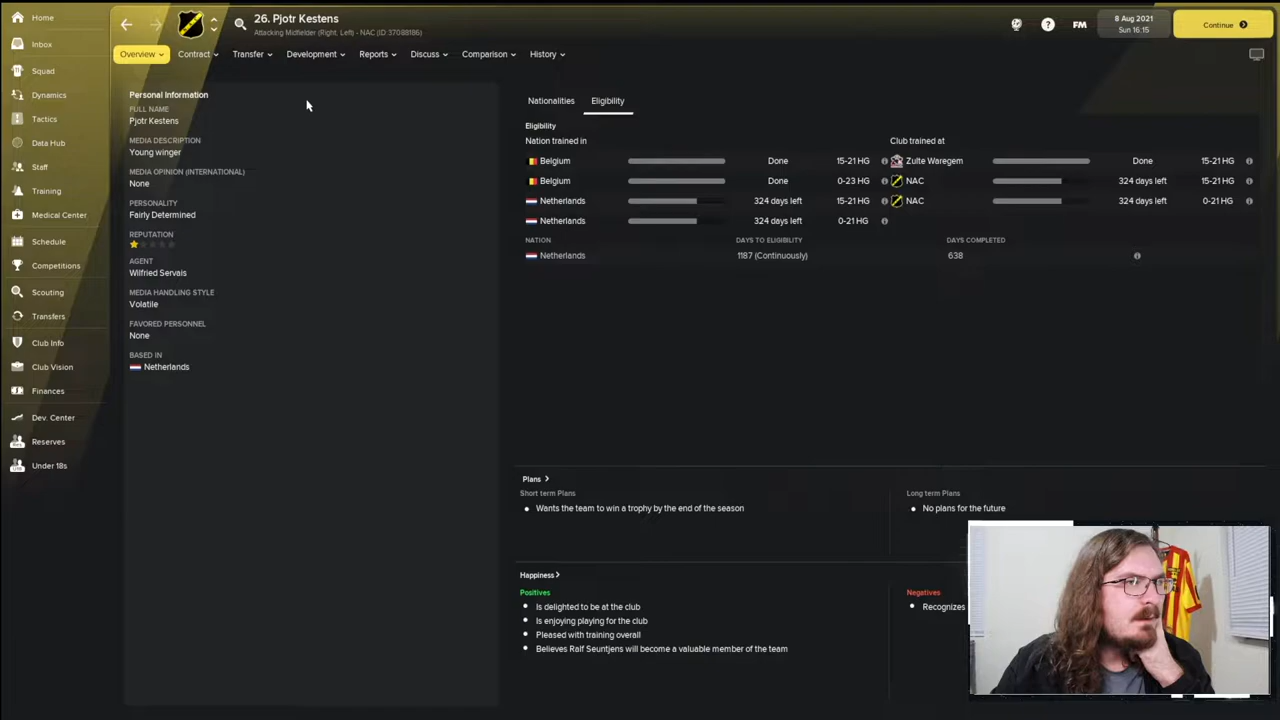 Home
Inbox
Squad
Dynamics
Tactics
Data Hub
Staff
Training
Medical Center
Schedule
Competitions
Scouting
Transfers
Club Info
Club Vision
Finances
Dev. Center
Reserves
Under 18s
26. Pjotr Kestens
Attacking Midfielder (Right, Left) - NAC (ID 37088186)
? FM
8 Aug 2021
Sun 16:15
Continue
Overview Contract Transfer Development Reports Discuss Comparison History
Personal Information
FULL NAME
Pjotr Kestens
MEDIA DESCRIPTION
Young winger
MEDIA OPINION (INTERNATIONAL)
None
PERSONALITY
Fairly Determined
REPUTATION
AGENT
Wilfried Servais
MEDIA HANDLING STYLE
Volatile
FAVORED PERSONNEL
None
BASED IN
Netherlands
Nationalities Eligibility
Eligibility
Nation trained in Club trained at
Belgium Done 15-21 HG Zulte Waregem Done 15-21 HG
Belgium Done 0-23 HG NAC 324 days left 15-21 HG
Netherlands 324 days left 15-21 HG NAC 324 days left 0-21 HG
Netherlands 324 days left 0-21 HG
NATION DAYS TO ELIGIBILITY DAYS COMPLETED
Netherlands 1187 (Continuously) 638
Plans >
Short term Plans Long term Plans
Wants the team to win a trophy by the end of the season No plans for the future
Happiness >
Positives Negatives
Is delighted to be at the club Recognizes
Is enjoying playing for the club
Pleased with training overall
Believes Ralf Seuntjens will become a valuable member of the team